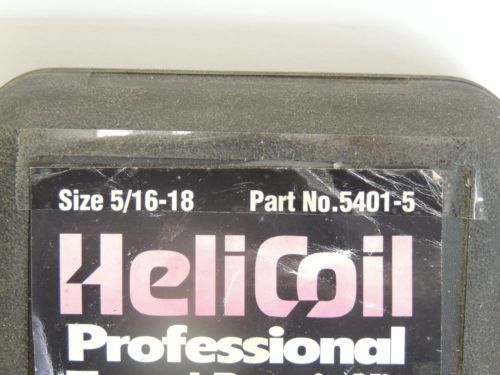 Size 5/16-18 Part No.5401-5
HeliCoil
Professional